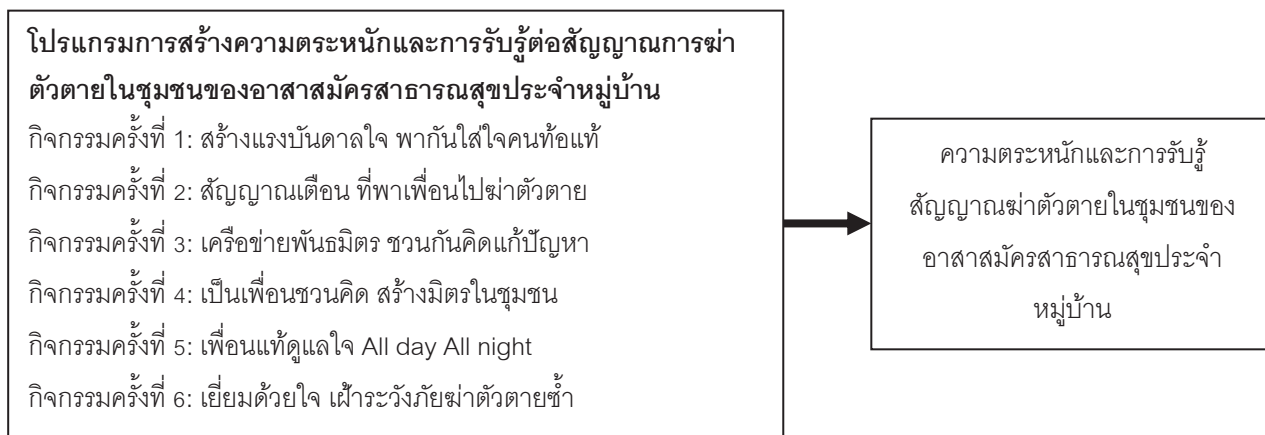 โปรแกรมการสร้างความตระหนักและการรับรู้ต่อสัญญาณการฆ่า
ตัวตายในชุมชนของอาสาสมัครสาธารณสุขประจำหมู่บ้าน
กิจกรรมครั้งที่ 1: สร้างแรงบันดาลใจ พากันใส่ใจคนท้อแท้
กิจกรรมครั้งที่ 2: สัญญาณเตือน ที่พาเพื่อนไปฆ่าตัวตาย
กิจกรรมครั้งที่ 3: เครือข่ายพันธมิตร ชวนกันคิดแก้ปัญหา
กิจกรรมครั้งที่ 4: เป็นเพื่อนชวนคิด สร้างมิตรในชุมชน
กิจกรรมครั้งที่ 5: เพื่อนแท้ดูแลใจ All day All night
กิจกรรมครั้งที่ 6: เยี่ยมด้วยใจ เฝ้าระวังภัยฆ่าตัวตายซ้ำ
ความตระหนักและการรับรู้
สัญญาณฆ่าตัวตายในชุมชนของ
อาสาสมัครสาธารณสุขประจำ
หมู่บ้าน